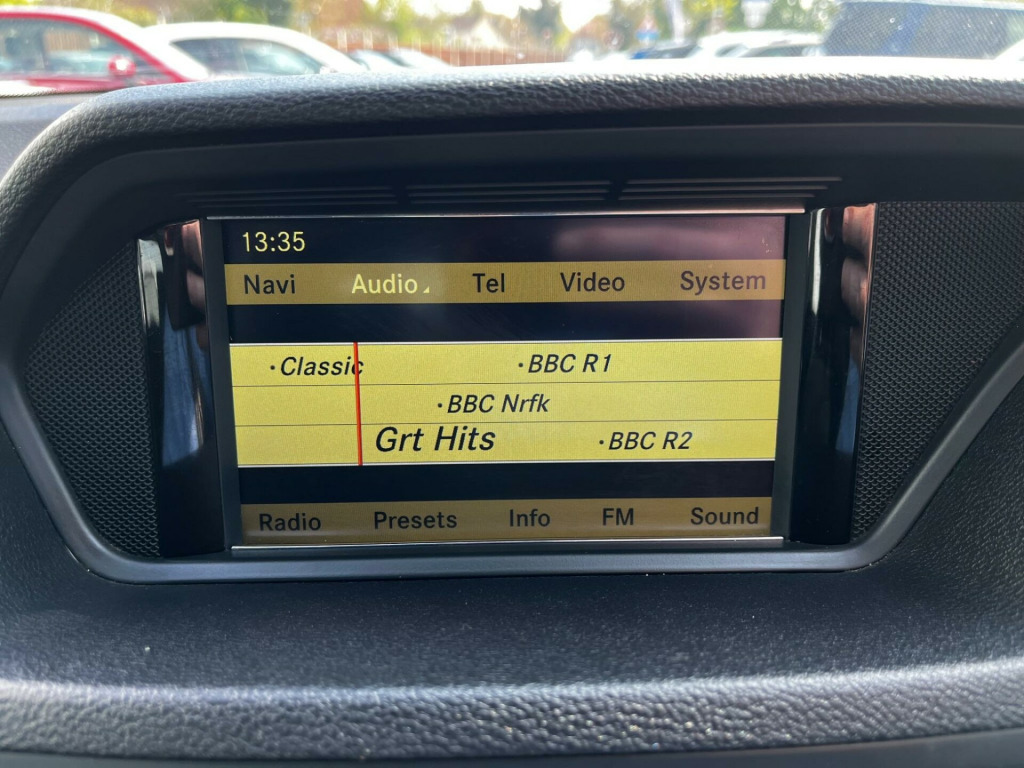 13:35
Navi Audio Tel Video System
·Classic ·BBC R1
·BBC Nrfk
Grt Hits ·BBC R2
Radio Presets Info FM Sound